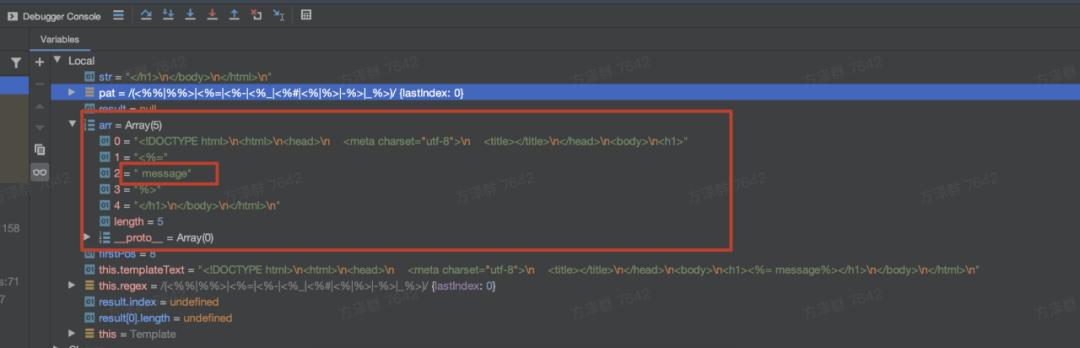 Debugger Console
Variables
Local
str = "</h1>\n</body>\n</html>\n"
pat = /(<%%|%%>|<%=|<%-|<%_|<%#|<%|%>|-%>|_%>)/ {lastIndex: 0}
result = null
arr = Array(5)
0 = "<!DOCTYPE html>\n<html>\n<head>\n    <meta charset="utf-8">\n    <title></title>\n</head>\n<body>\n<h1>"
1 = "<%="
2 = " message"
3 = "%>"
4 = "</h1>\n</body>\n</html>\n"
length = 5
__proto__ = Array(0)
firstPos = 8
this.templateText = "<!DOCTYPE html>\n<html>\n<head>\n    <meta charset="utf-8">\n    <title></title>\n</head>\n<body>\n<h1><%= message%></h1>\n</body>\n</html>\n"
this.regex = /(<%%|%%>|<%=|<%-|<%_|<%#|<%|%>|-%>|_%>)/ {lastIndex: 0}
result.index = undefined
result[0].length = undefined
this = Template
158
s:71
7
方泽群 7642